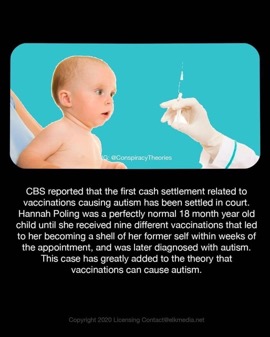 IG: @ConspiracyTheories
CBS reported that the first cash settlement related to
vaccinations causing autism has been settled in court.
Hannah Poling was a perfectly normal 18 month year old
child until she received nine different vaccinations that led
to her becoming a shell of her former self within weeks of
the appointment, and was later diagnosed with autism.
This case has greatly added to the theory that
vaccinations can cause autism.
Copyright 2020 Licensing Contact@elkmedia.net